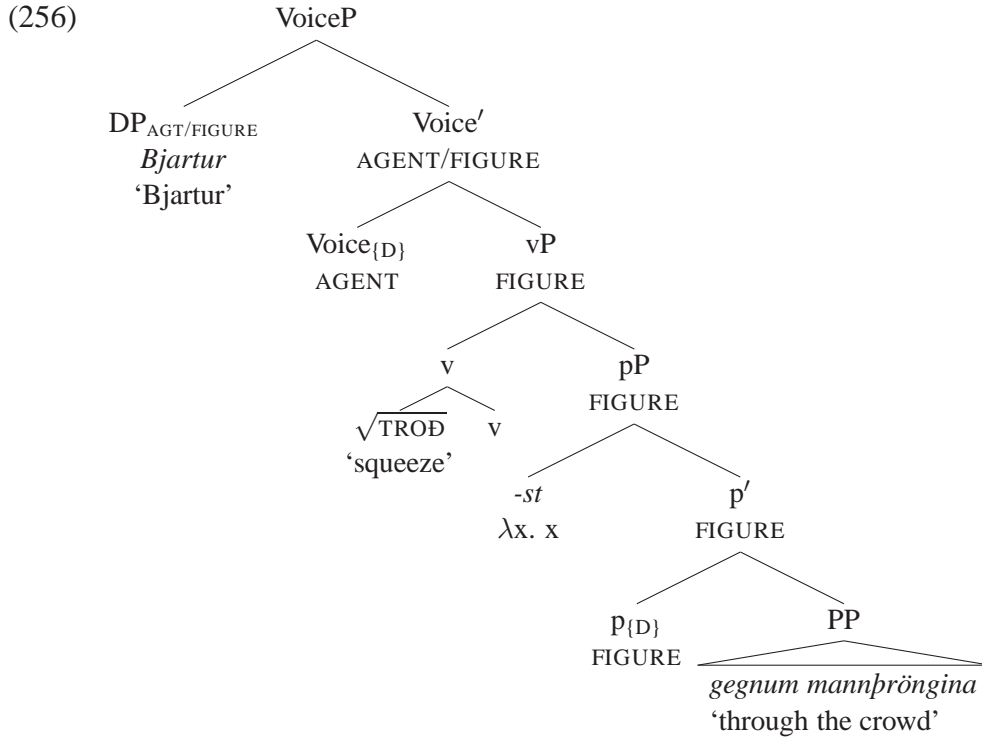 (256) VoiceP
DP_AGT/FIGURE Voice′
Bjartur AGENT/FIGURE
‘Bjartur’
Voice_{D} vP
AGENT FIGURE
v pP
FIGURE
√TROÐ v
‘squeeze’
-st p′
λx. x FIGURE
p_{D} PP
FIGURE
gegnum mannþröngina
‘through the crowd’